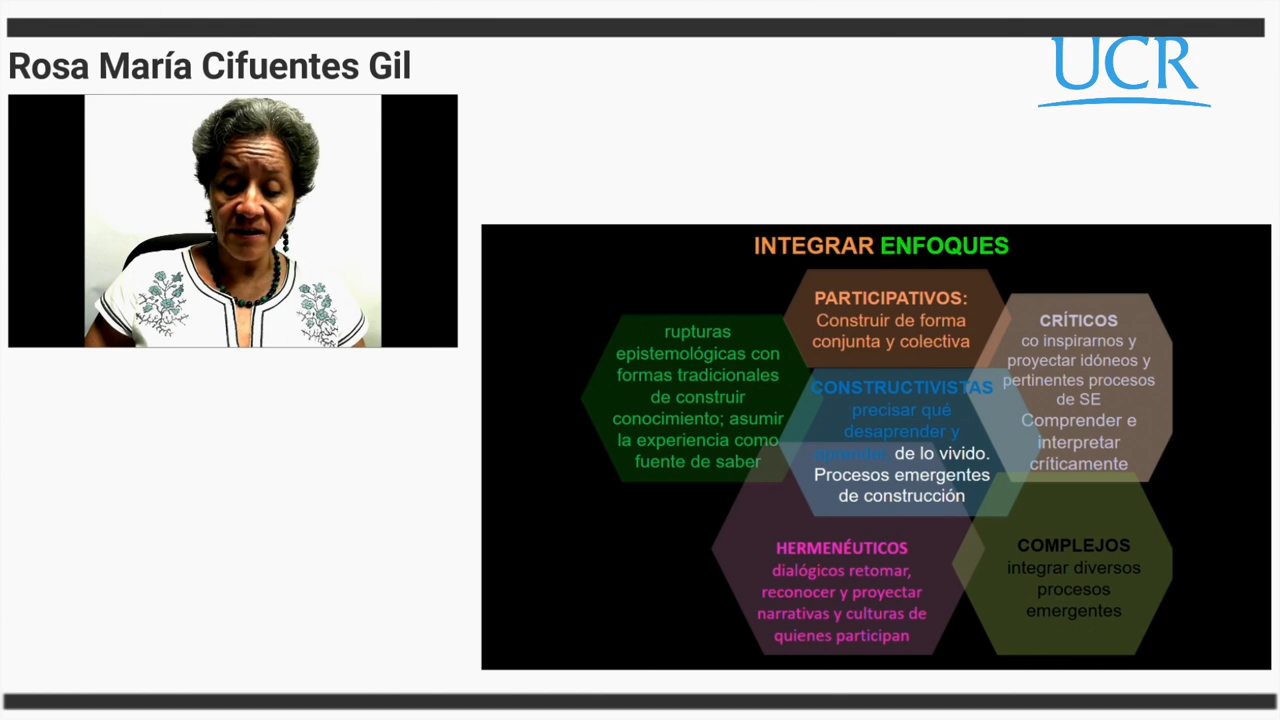 Rosa María Cifuentes Gil
UCR
INTEGRAR ENFOQUES
PARTICIPATIVOS:
Construir de forma
conjunta y colectiva
rupturas
epistemológicas con
formas tradicionales
de construir
conocimiento; asumir
la experiencia como
fuente de saber
CRÍTICOS
co inspirarnos y
proyectar idóneos y
pertinentes procesos
de SE
Comprender e
interpretar
críticamente
CONSTRUCTIVISTAS
precisar qué
desaprender y
aprender de lo vivido.
Procesos emergentes
de construcción
HERMENÉUTICOS
dialógicos retomar,
reconocer y proyectar
narrativas y culturas de
quienes participan
COMPLEJOS
integrar diversos
procesos
emergentes